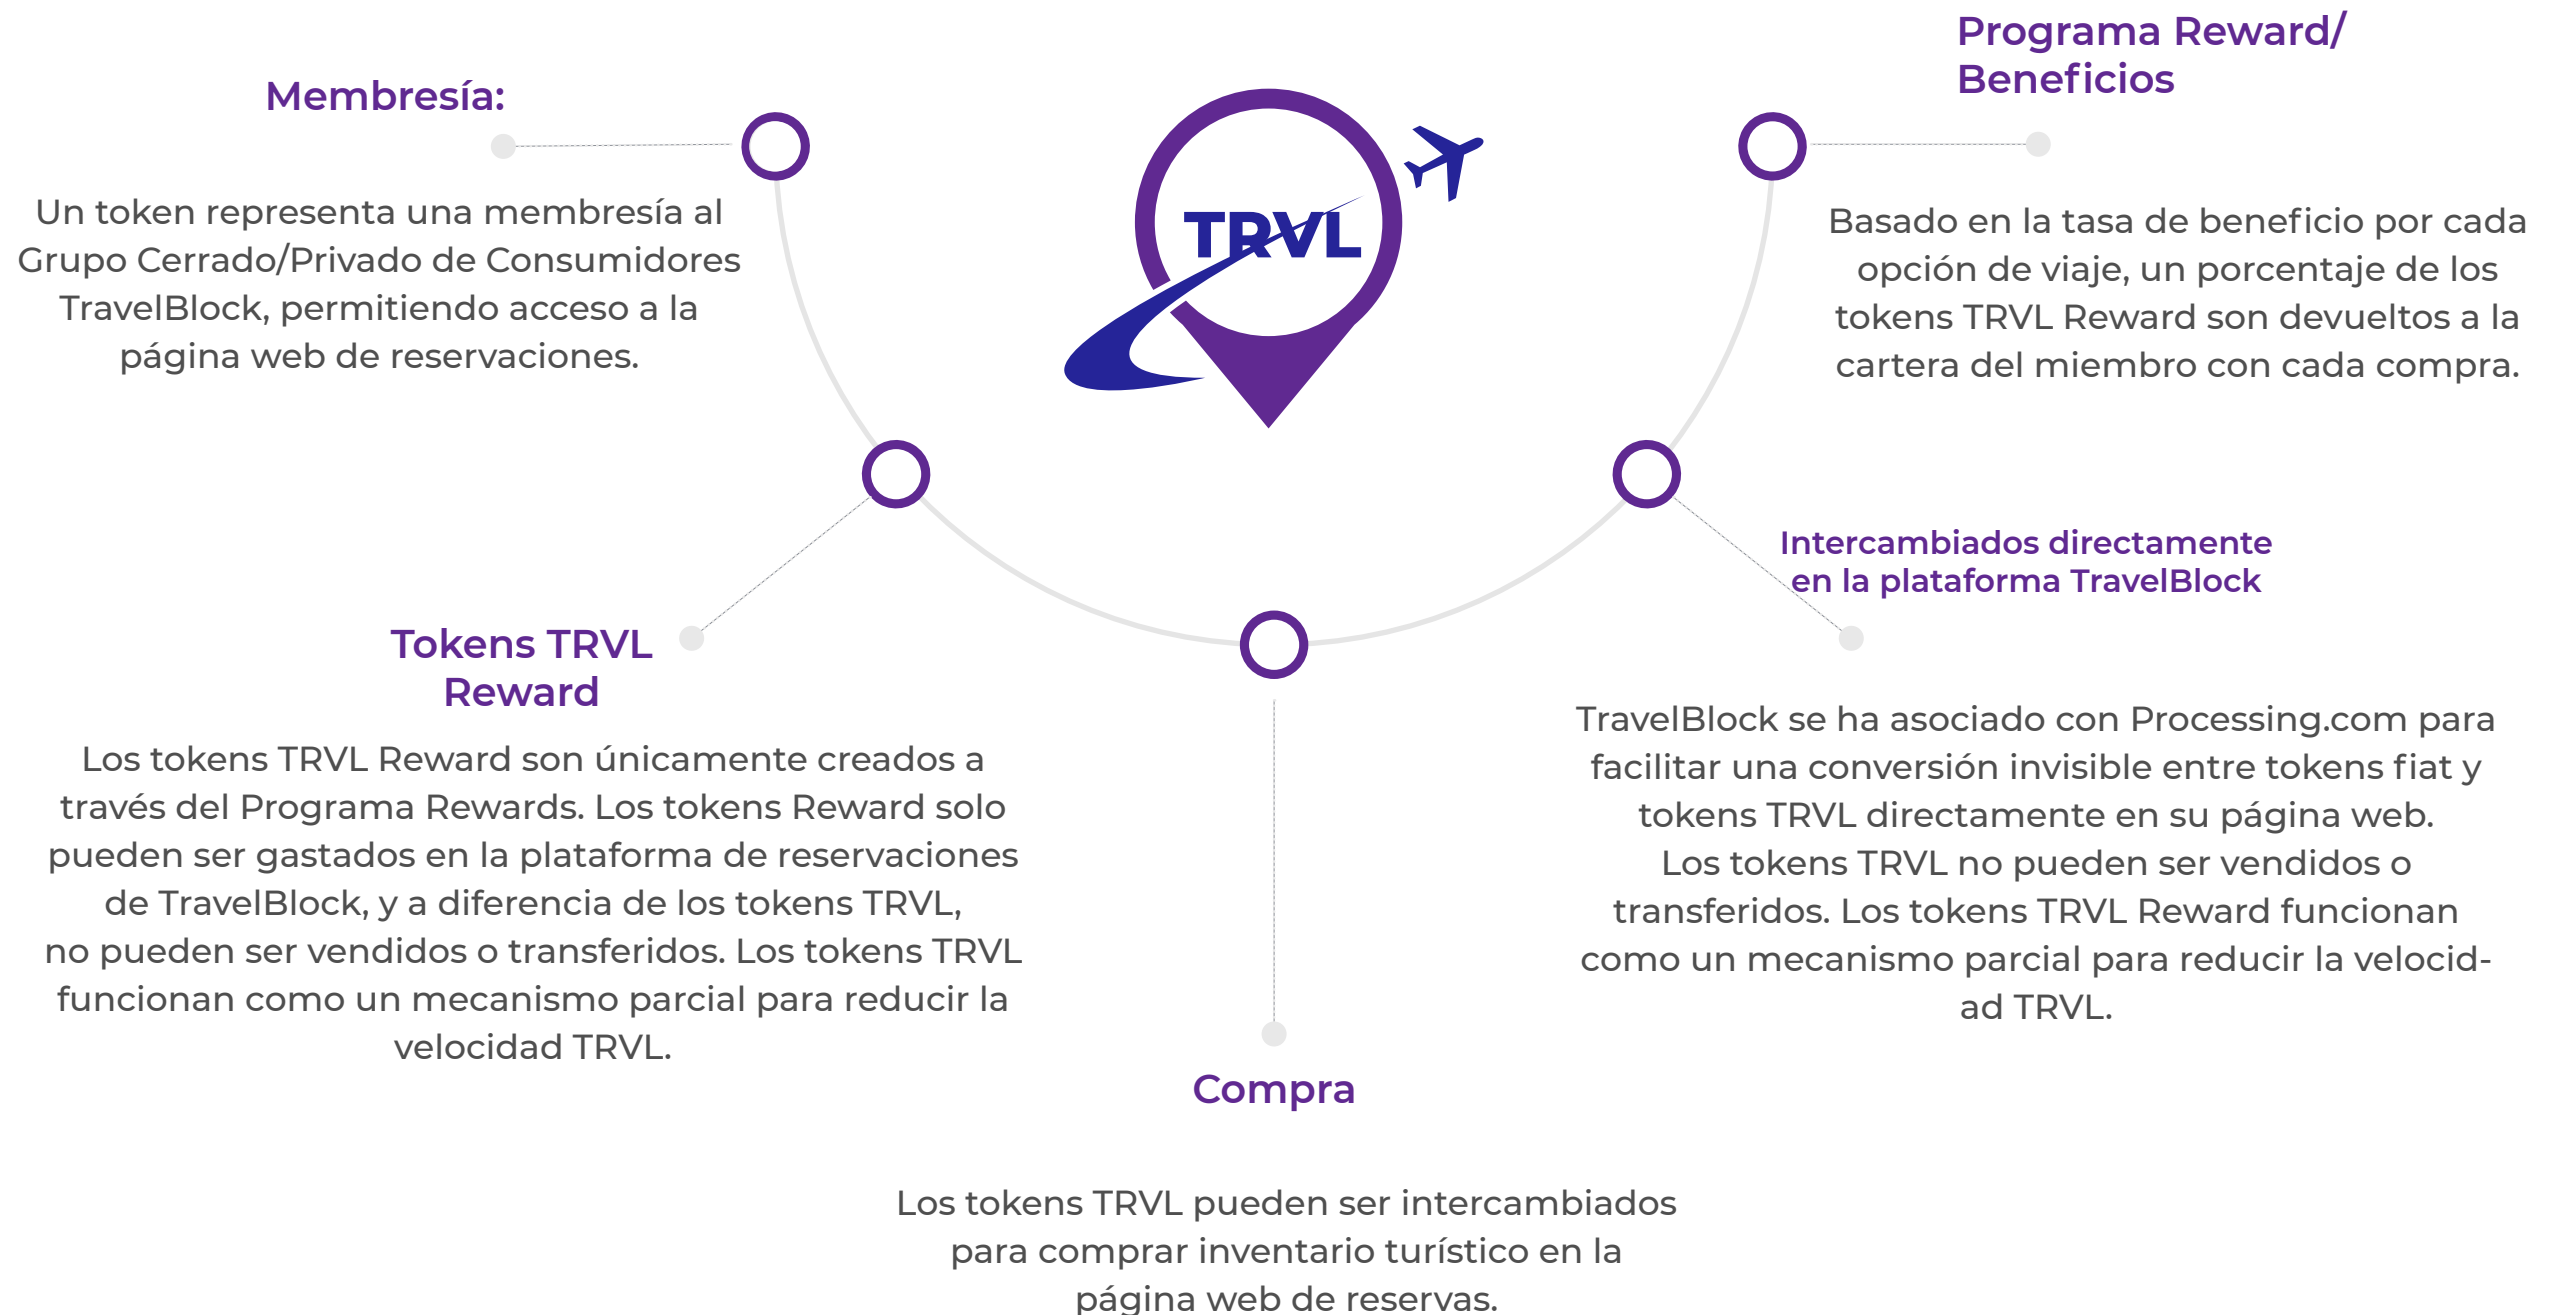 Membresía:
Un token representa una membresía al
Grupo Cerrado/Privado de Consumidores
TravelBlock, permitiendo acceso a la
página web de reservaciones.
TRVL
Programa Reward/
Beneficios
Basado en la tasa de beneficio por cada
opción de viaje, un porcentaje de los
tokens TRVL Reward son devueltos a la
cartera del miembro con cada compra.
Tokens TRVL
Reward
Los tokens TRVL Reward son únicamente creados a
través del Programa Rewards. Los tokens Reward solo
pueden ser gastados en la plataforma de reservaciones
de TravelBlock, y a diferencia de los tokens TRVL,
no pueden ser vendidos o transferidos. Los tokens TRVL
funcionan como un mecanismo parcial para reducir la
velocidad TRVL.
Intercambiados directamente
en la plataforma TravelBlock
TravelBlock se ha asociado con Processing.com para
facilitar una conversión invisible entre tokens fiat y
tokens TRVL directamente en su página web.
Los tokens TRVL no pueden ser vendidos o
transferidos. Los tokens TRVL Reward funcionan
como un mecanismo parcial para reducir la velocid-
ad TRVL.
Compra
Los tokens TRVL pueden ser intercambiados
para comprar inventario turístico en la
página web de reservas.